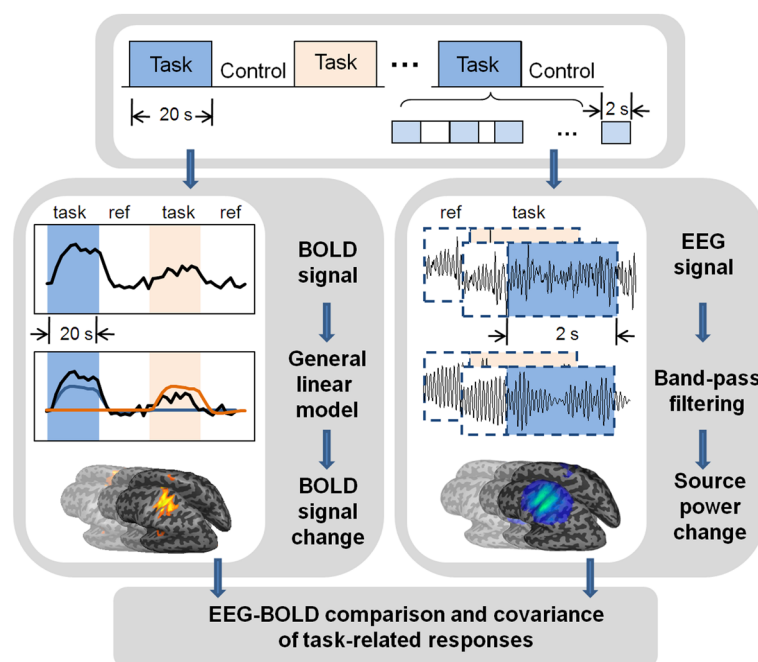 Task
Control
Task
...
Task
Control
20 s
2 s
...
task ref task ref
BOLD
signal
20 s
General
linear
model
BOLD
signal
change
ref task
EEG
signal
2 s
Band-pass
filtering
Source
power
change
EEG-BOLD comparison and covariance
of task-related responses